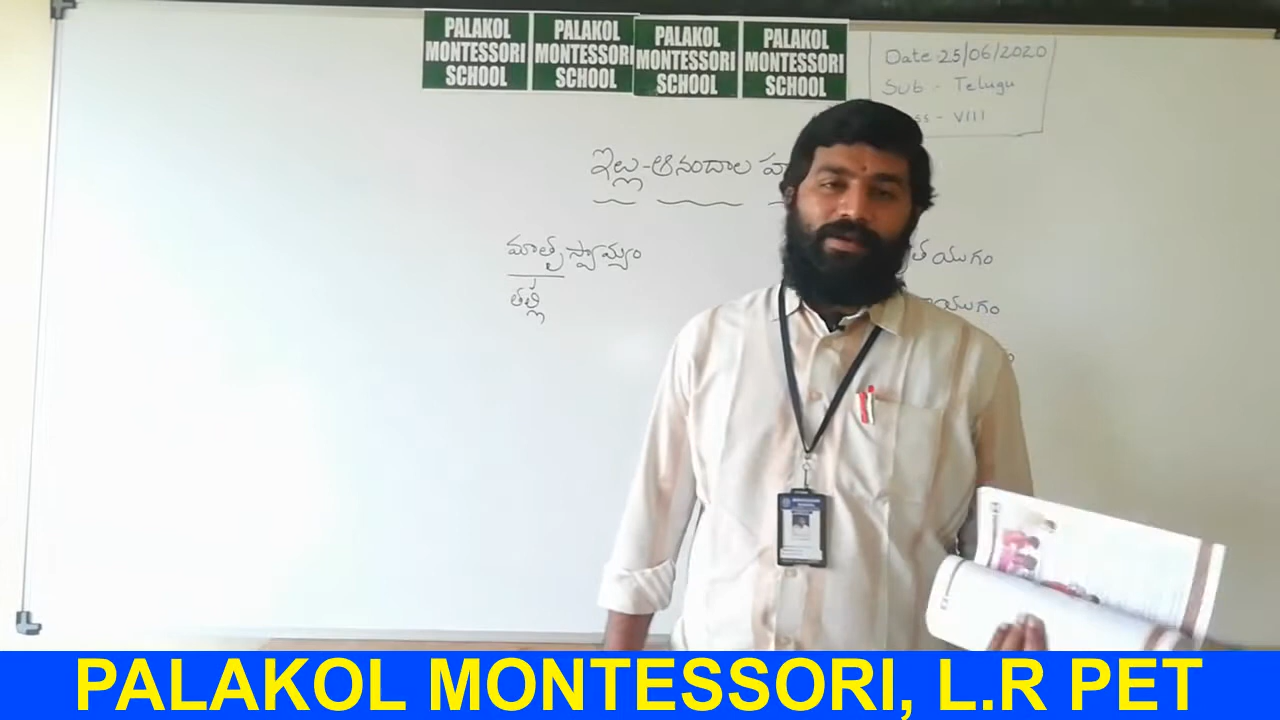 PALAKOL
MONTESSORI
SCHOOL
PALAKOL
MONTESSORI
SCHOOL
PALAKOL
MONTESSORI
SCHOOL
PALAKOL
MONTESSORI
SCHOOL
Date:25/06/2020
Sub:- Telugu
- VIII
ఇల్లు-ఆనందాల
మాతృస్వామ్యం
తల్లి
యుగం
యుగం
PALAKOL MONTESSORI, L.R PET